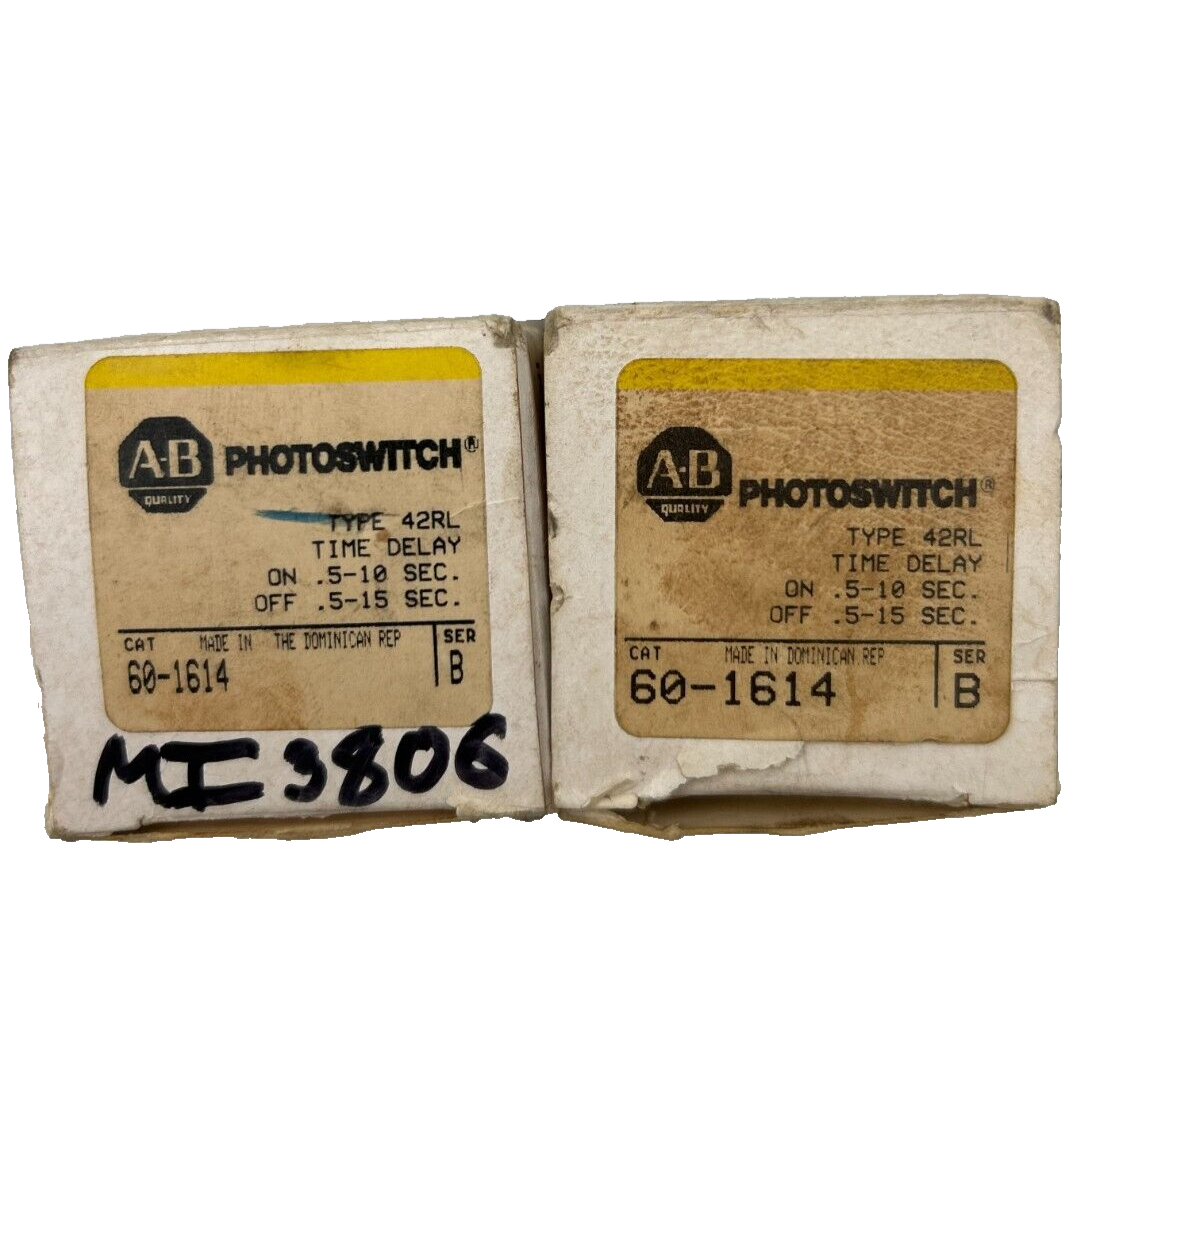 A-B
QUALITY
PHOTOSWITCH®
TYPE 42RL
TIME DELAY
ON .5-10 SEC.
OFF .5-15 SEC.
CAT MADE IN THE DOMINICAN REP SER
60-1614 B
MI 3806
A-B
QUALITY
PHOTOSWITCH®
TYPE 42RL
TIME DELAY
ON .5-10 SEC.
OFF .5-15 SEC.
CAT MADE IN DOMINICAN REP SER
60-1614 B